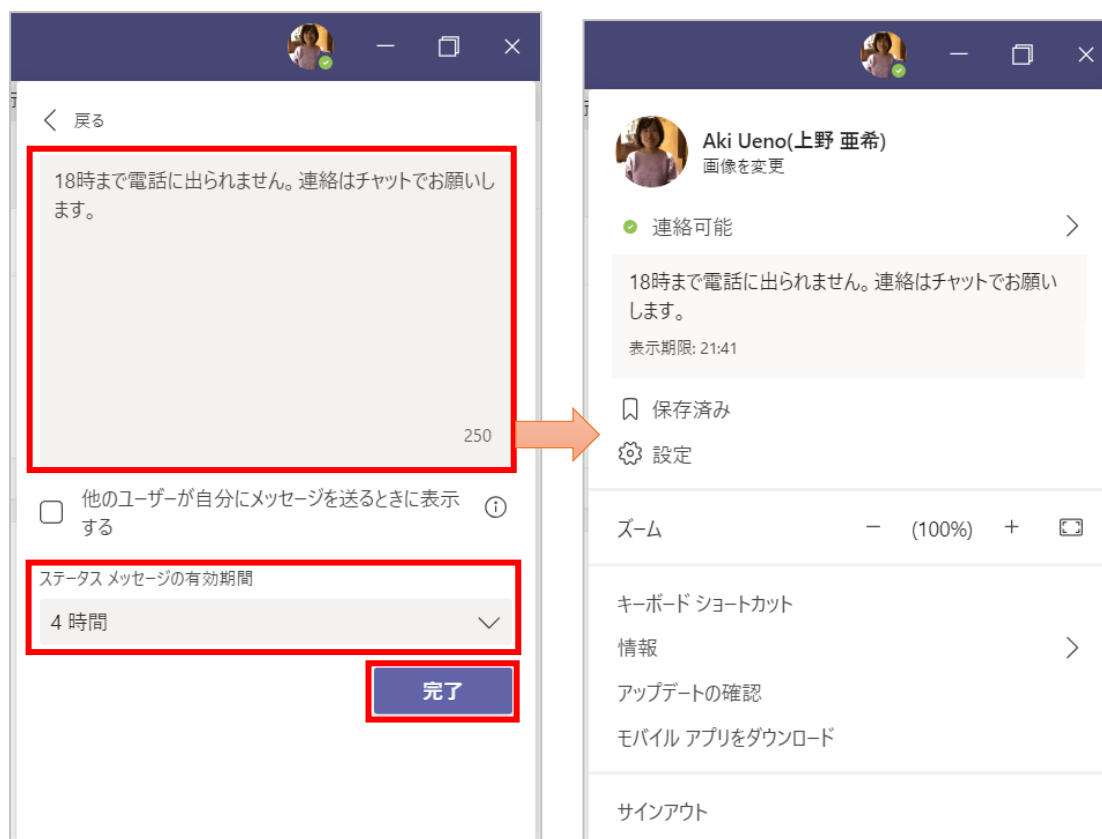 戻る
18時まで電話に出られません。連絡はチャットでお願いし
ます。
250
他のユーザーが自分にメッセージを送るときに表示
する
ステータス メッセージの有効期間
4 時間
完了
Aki Ueno(上野 亜希)
画像を変更
連絡可能
18時まで電話に出られません。連絡はチャットでお願い
します。
表示期限: 21:41
保存済み
設定
ズーム
(100%)
キーボード ショートカット
情報
アップデートの確認
モバイル アプリをダウンロード
サインアウト